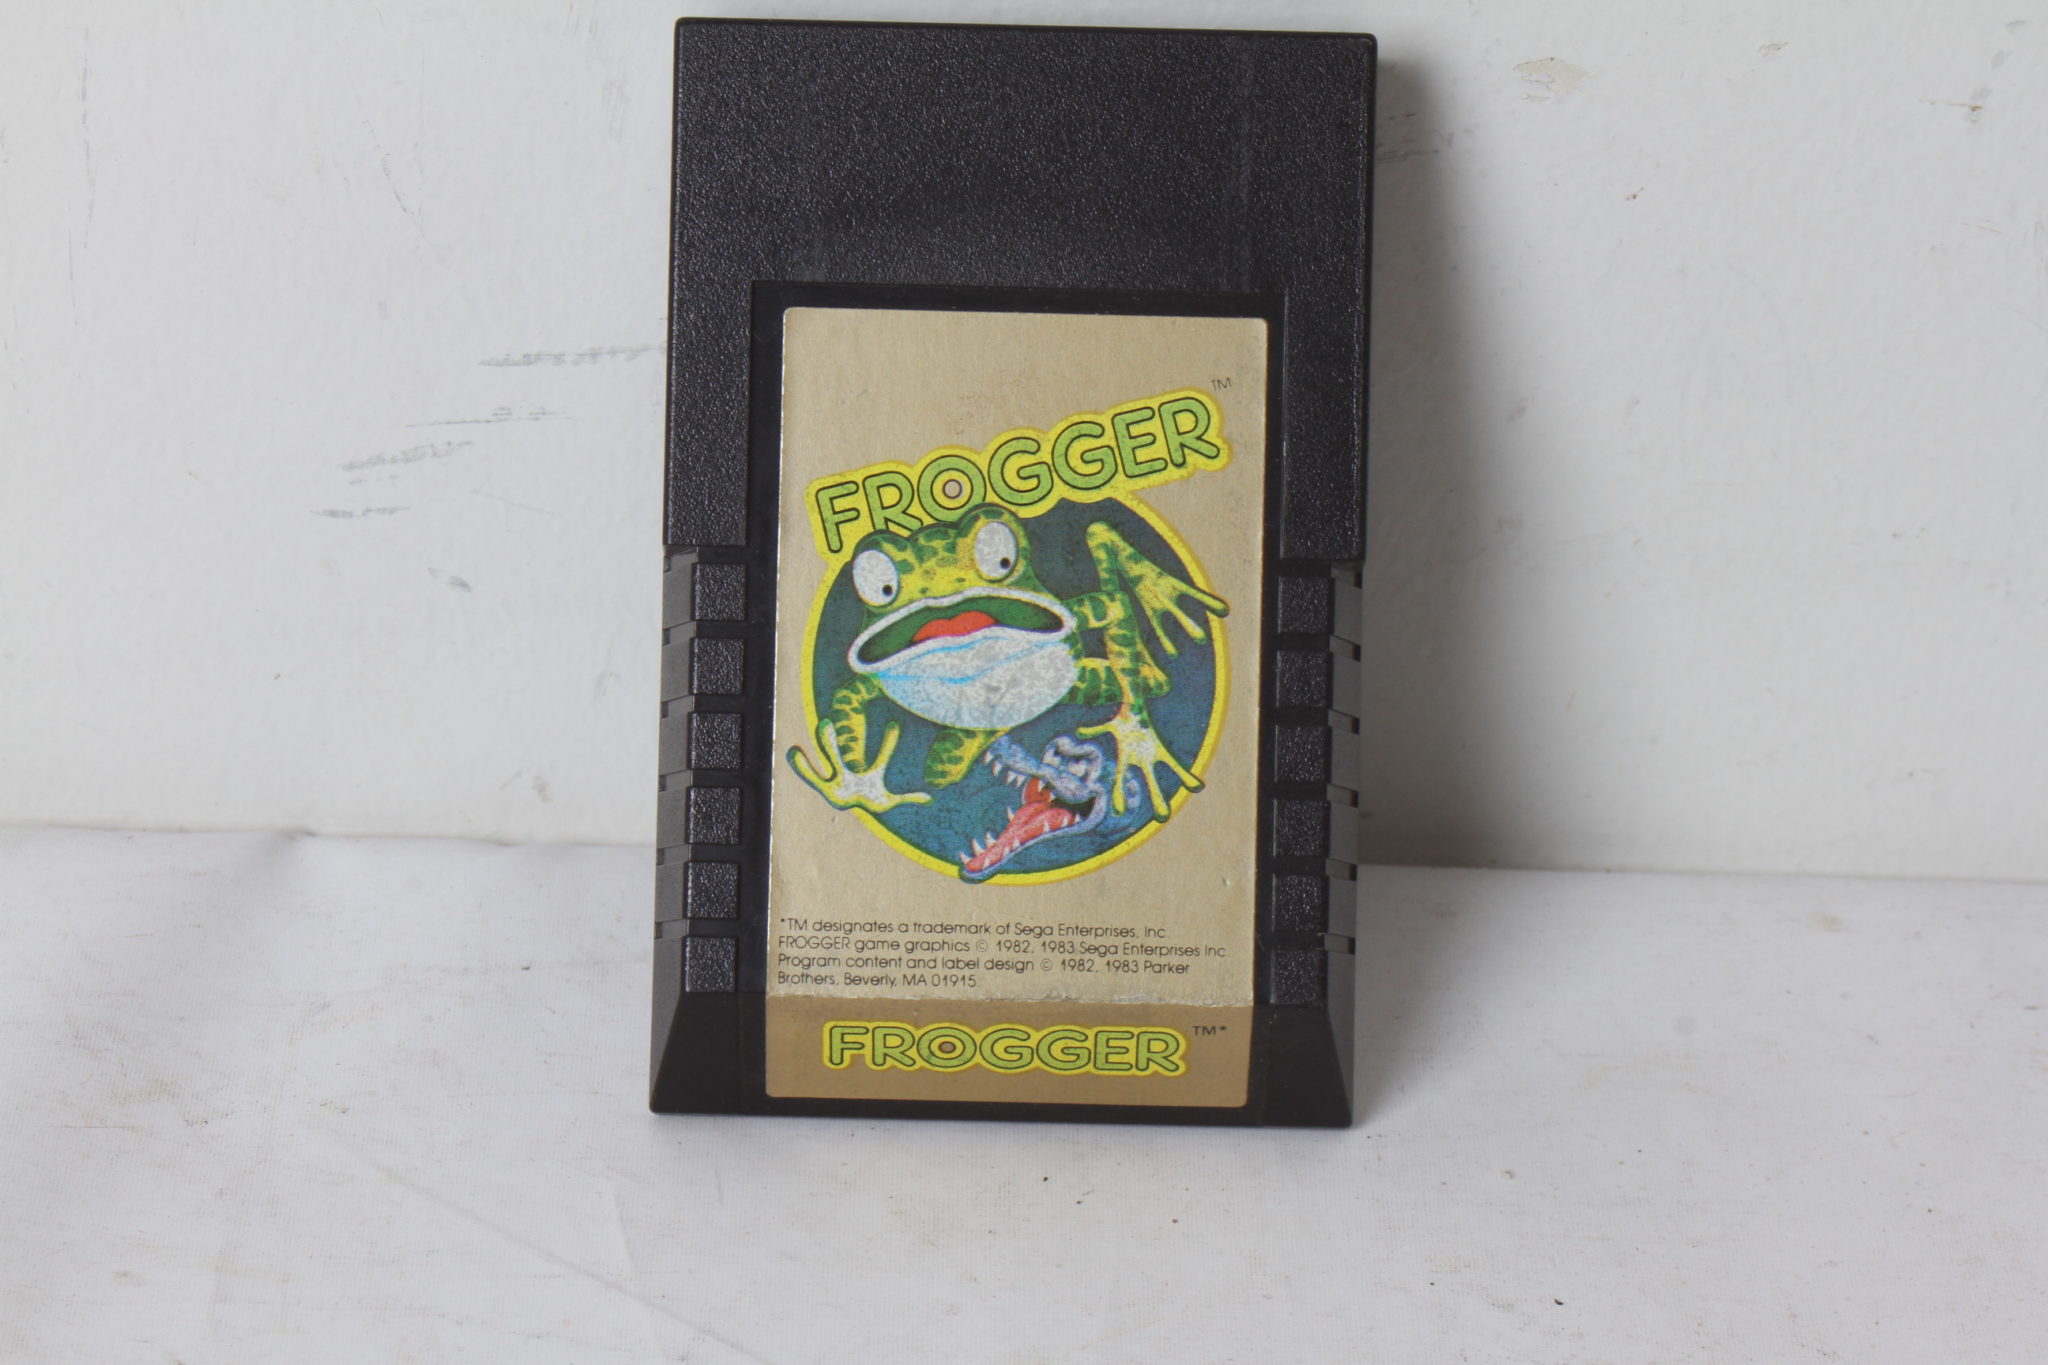 FROGGER™
*TM designates a trademark of Sega Enterprises, Inc.
FROGGER game graphics © 1982, 1983 Sega Enterprises Inc.
Program content and label design © 1982, 1983 Parker
Brothers, Beverly, MA 01915.
FROGGER™*